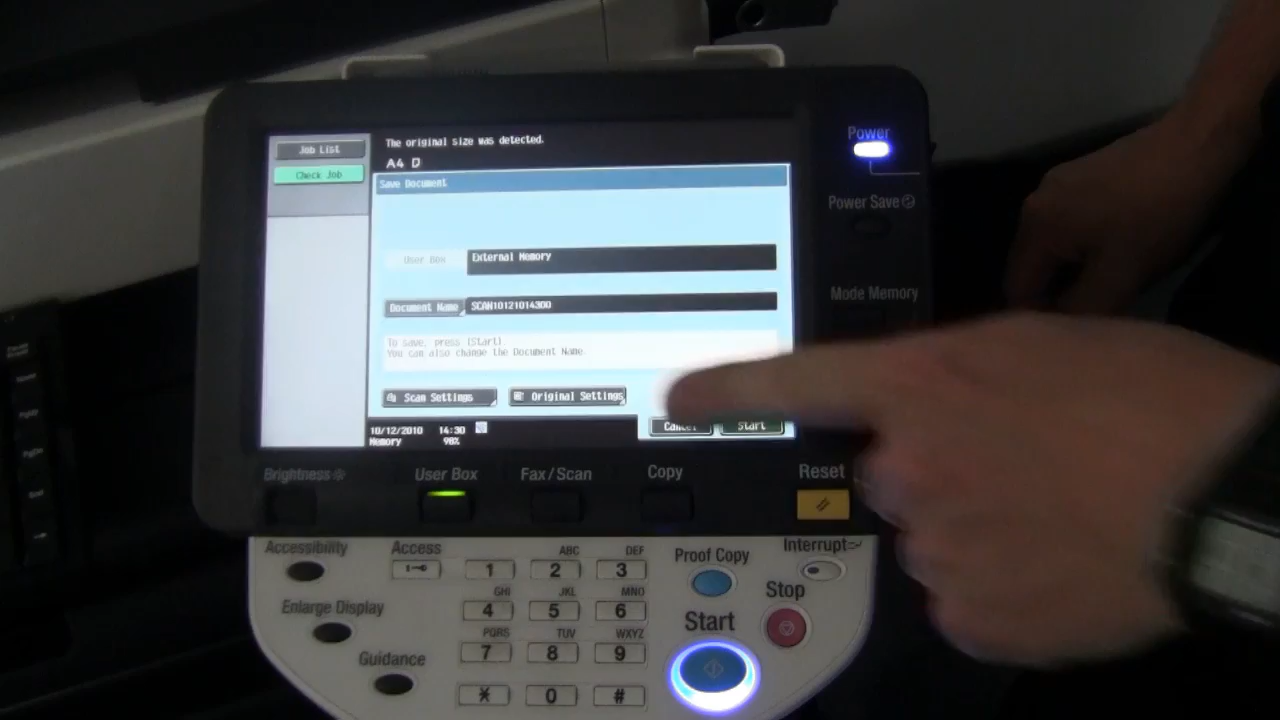 Job List
Check Job
The original size was detected.
A4
Save Document
User Box
External Memory
Document Name
SCAN10121014300
To save, press [Start]
You can also change the Document Name.
Scan Settings
Original Settings
Cancel
Start
10/12/2010 14:30
Memory 98%
Power
Power Save
Mode Memory
Brightness
User Box
Fax/Scan
Copy
Reset
Accessibility
Access
Enlarge Display
Guidance
1
ABC
2
DEF
3
GHI
4
JKL
5
MNO
6
PQRS
7
TUV
8
WXYZ
9
*
0
#
Proof Copy
Interrupt
Stop
Start